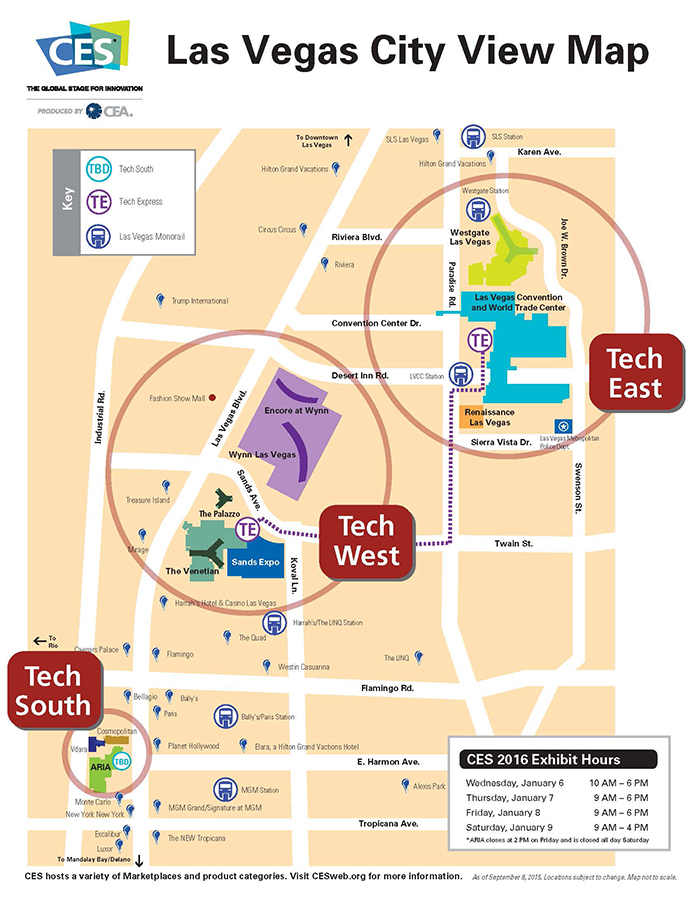 CES
Las Vegas City View Map
THE GLOBAL STAGE FOR INNOVATION
PRODUCED BY CEA.
To Downtown
Las Vegas
SLS Las Vegas
SLS Station
Karen Ave.
Hilton Grand Vacations
Hilton Grand Vacations
Key
TBD Tech South
TE Tech Express
Las Vegas Monorail
Westgate Station
Circus Circus
Riviera Blvd.
Westgate
Las Vegas
Joe W. Brown Dr.
Riviera
Paradise Rd.
Trump International
Las Vegas Convention
and World Trade Center
Convention Center Dr.
TE
Tech
East
Desert Inn Rd.
LVCC Station
Industrial Rd.
Fashion Show Mall
Las Vegas Blvd.
Encore at Wynn
Renaissance
Las Vegas
Wynn Las Vegas
Sierra Vista Dr.
Las Vegas Metropolitan
Police Dept.
Swenson St.
Sands Ave.
Treasure Island
The Palazzo
TE
Tech
West
Mirage
Twain St.
The Venetian
Sands Expo
Koval Ln.
Harrah's Hotel & Casino Las Vegas
Harrah's/The LINQ Station
The Quad
To
Rio
Caesars Palace
Flamingo
The LINQ
Westin Casuarina
Tech
South
Flamingo Rd.
Bellagio
Bally's
Paris
Bally's/Paris Station
Cosmopolitan
Vdara
Planet Hollywood
Elara, a Hilton Grand Vactions Hotel
ARIA
TBD
E. Harmon Ave.
MGM Station
Alexis Park
Monte Carlo
New York New York
MGM Grand/Signature at MGM
Tropicana Ave.
Excalibur
The NEW Tropicana
Luxor
To Mandalay Bay/Delano
CES 2016 Exhibit Hours
Wednesday, January 6 10 AM – 6 PM
Thursday, January 7 9 AM – 6 PM
Friday, January 8 9 AM – 6 PM
Saturday, January 9 9 AM – 4 PM
*ARIA closes at 2 PM on Friday and is closed all day Saturday
CES hosts a variety of Marketplaces and product categories. Visit CESweb.org for more information.
As of September 8, 2015. Locations subject to change. Map not to scale.